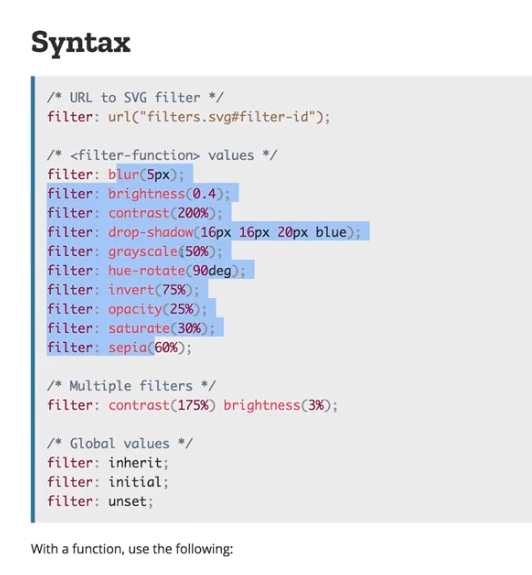 Syntax
/* URL to SVG filter */
filter: url("filters.svg#filter-id");
/* <filter-function> values */
filter: blur(5px);
filter: brightness(0.4);
filter: contrast(200%);
filter: drop-shadow(16px 16px 20px blue);
filter: grayscale(50%);
filter: hue-rotate(90deg);
filter: invert(75%);
filter: opacity(25%);
filter: saturate(30%);
filter: sepia(60%);
/* Multiple filters */
filter: contrast(175%) brightness(3%);
/* Global values */
filter: inherit;
filter: initial;
filter: unset;
With a function, use the following: